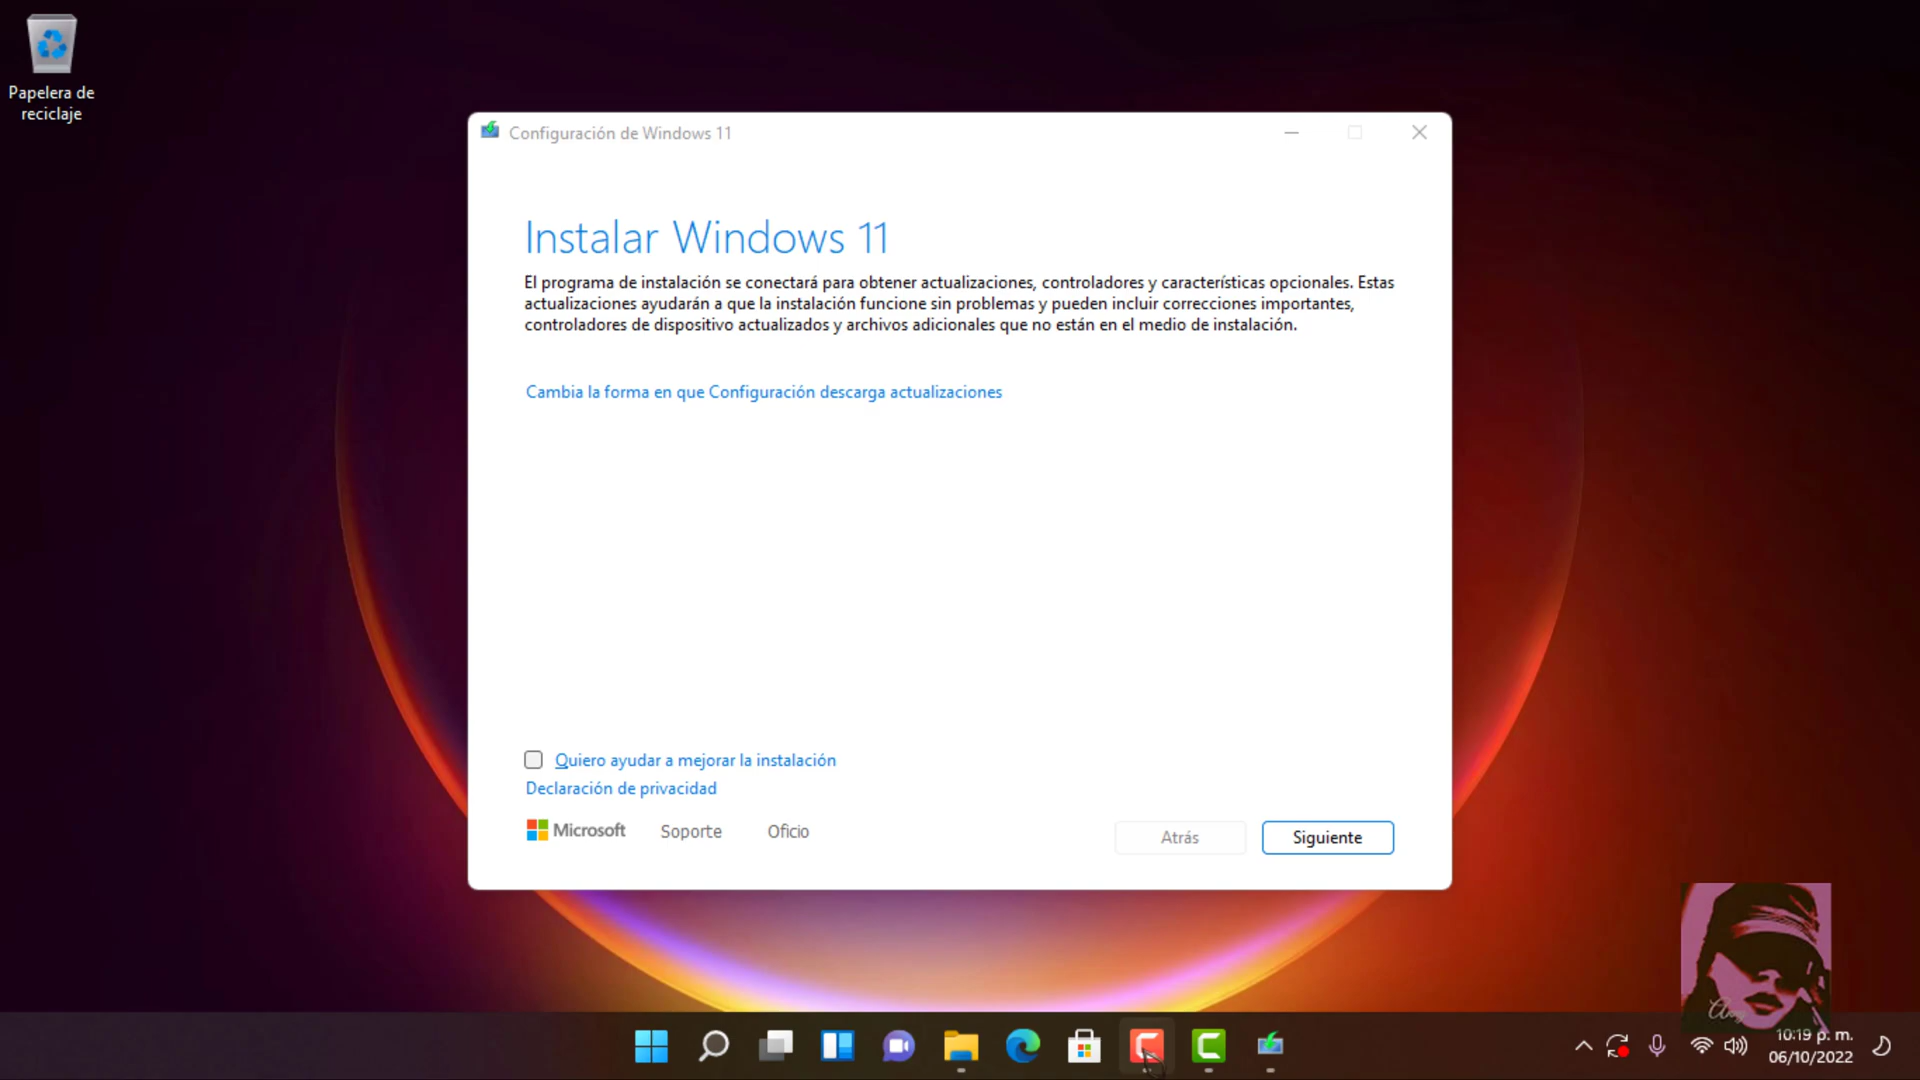 Papelera de
reciclaje
Configuración de Windows 11
Instalar Windows 11
El programa de instalación se conectará para obtener actualizaciones, controladores y características opcionales. Estas
actualizaciones ayudarán a que la instalación funcione sin problemas y pueden incluir correcciones importantes,
controladores de dispositivo actualizados y archivos adicionales que no están en el medio de instalación.
Cambia la forma en que Configuración descarga actualizaciones
Quiero ayudar a mejorar la instalación
Declaración de privacidad
Microsoft Soporte Oficio
Atrás Siguiente
10:19 p. m.
06/10/2022